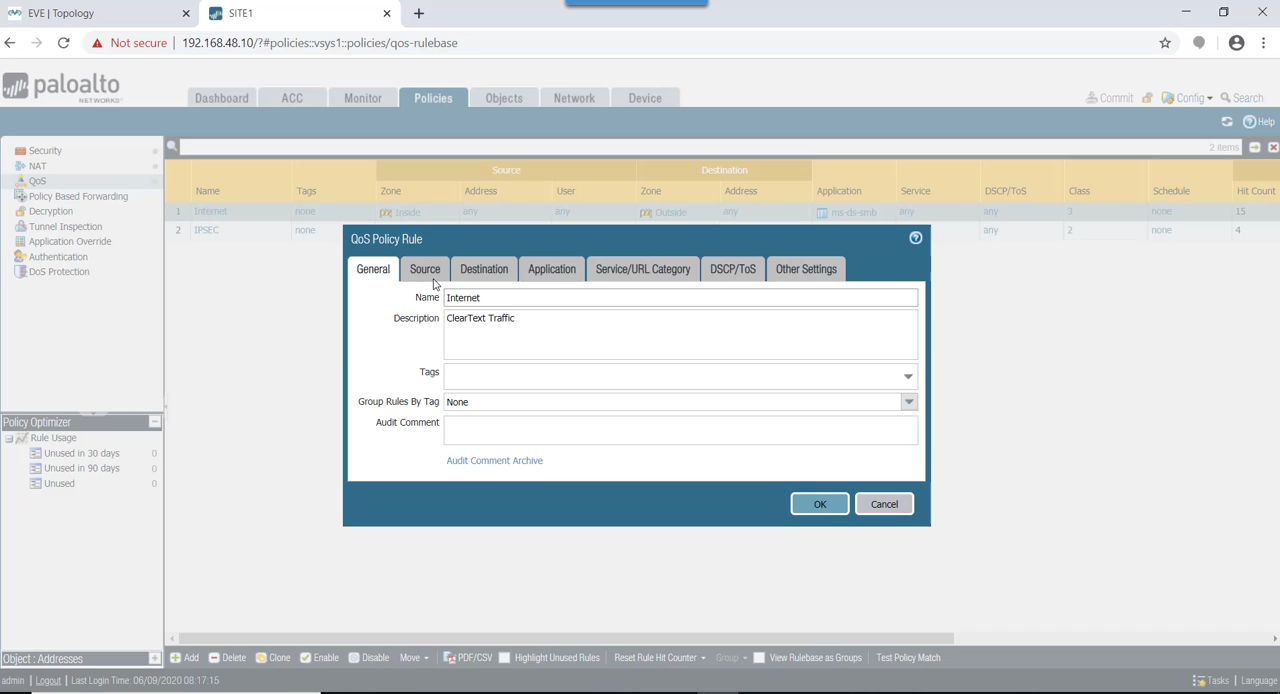 EVE | Topology
SITE1
Not secure | 192.168.48.10/?#policies::vsys1::policies/qos-rulebase
paloalto
NETWORKS
Dashboard ACC Monitor Policies Objects Network Device
Commit Config Search
Help
Security
NAT
QoS
Policy Based Forwarding
Decryption
Tunnel Inspection
Application Override
Authentication
DoS Protection
2 items
Source Destination
Name Tags Zone Address User Zone Address Application Service DSCP/ToS Class Schedule Hit Count
1 Internet none Inside any any Outside any ms-ds-smb any any 3 none 15
2 IPSEC none any 2 none 4
QoS Policy Rule
General Source Destination Application Service/URL Category DSCP/ToS Other Settings
Name Internet
Description ClearText Traffic
Tags
Group Rules By Tag None
Audit Comment
Audit Comment Archive
OK Cancel
Policy Optimizer
Rule Usage
Unused in 30 days 0
Unused in 90 days 0
Unused 0
Object : Addresses
Add Delete Clone Enable Disable Move PDF/CSV Highlight Unused Rules Reset Rule Hit Counter Group View Rulebase as Groups Test Policy Match
admin | Logout | Last Login Time: 06/09/2020 08:17:15
Tasks | Language